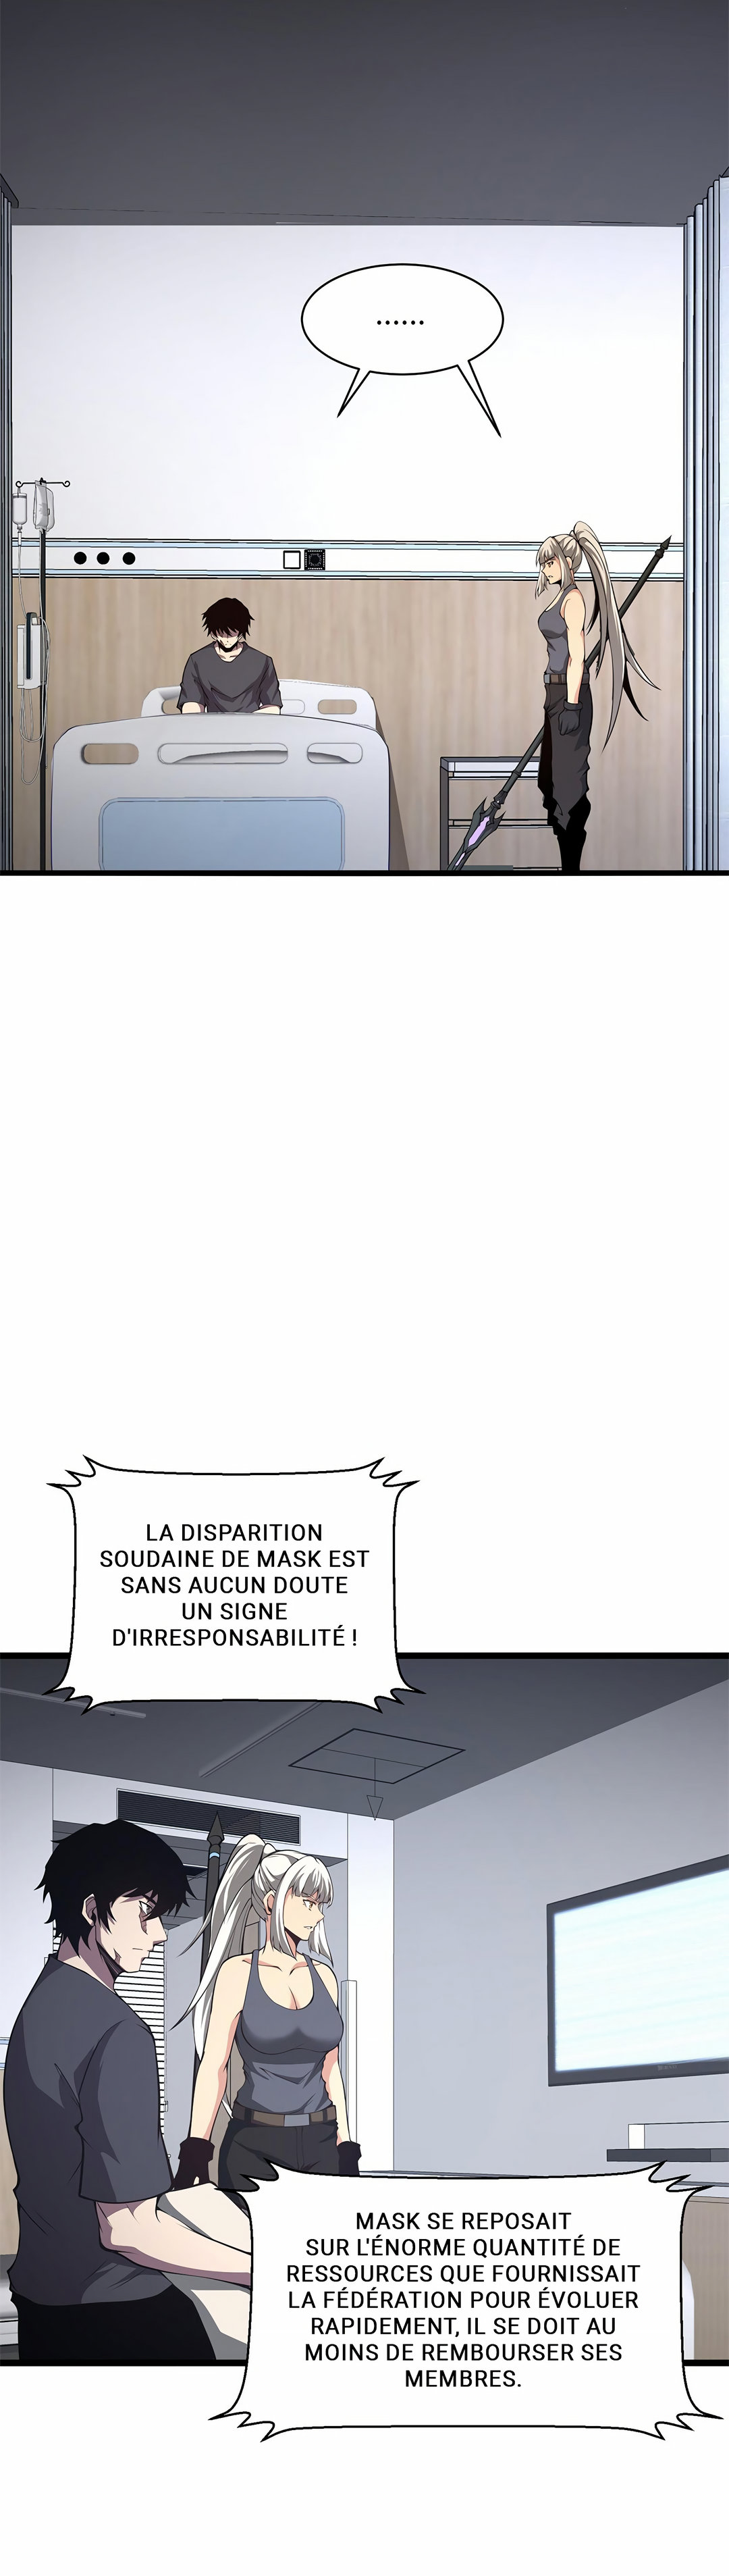 ......
LA DISPARITION
SOUDAINE DE MASK EST
SANS AUCUN DOUTE
UN SIGNE
D'IRRESPONSABILITÉ !
MASK SE REPOSAIT
SUR L'ÉNORME QUANTITÉ DE
RESSOURCES QUE FOURNISSAIT
LA FÉDÉRATION POUR ÉVOLUER
RAPIDEMENT, IL SE DOIT AU
MOINS DE REMBOURSER SES
MEMBRES.